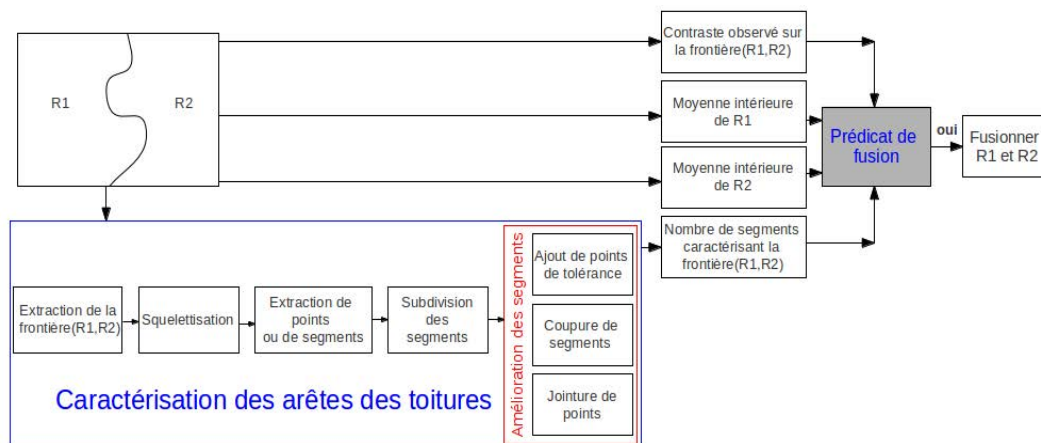 R1
R2
Contraste observé sur
la frontière(R1,R2)
Moyenne intérieure
de R1
Moyenne intérieure
de R2
Nombre de segments
caractérisant la
frontière(R1,R2)
Prédicat de
fusion
oui
Fusionner
R1 et R2
Extraction de la
frontière(R1,R2)
Squelettisation
Extraction de
points
ou de segments
Subdivision
des
segments
Amélioration des segments
Ajout de points
de tolérance
Coupure de
segments
Jointure de
points
Caractérisation des arêtes des toitures